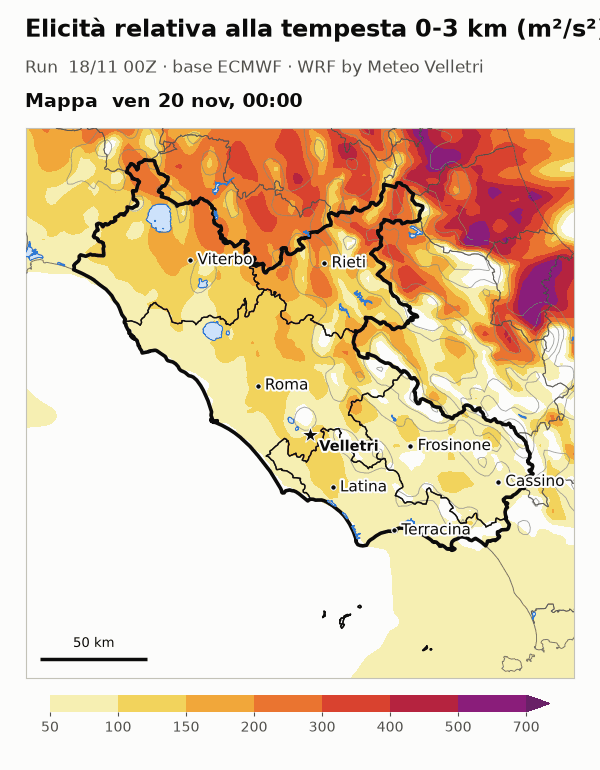 Elicità relativa alla tempesta 0-3 km (m²/s²)
Run  18/11 00Z · base ECMWF · WRF by Meteo Velletri
Mappa  ven 20 nov, 00:00
Viterbo
Rieti
Roma
Velletri
Frosinone
Cassino
Latina
Terracina
50 km
50 100 150 200 300 400 500 700